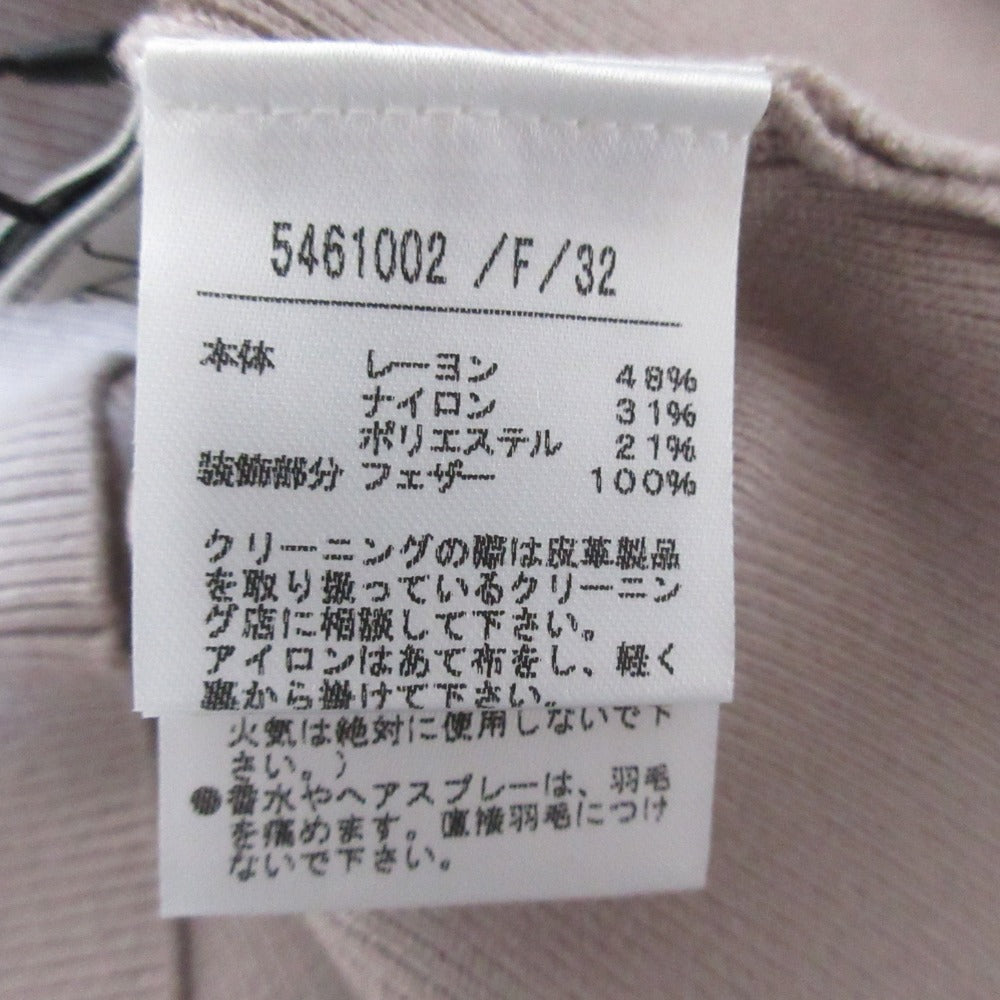 5461002 /F/32
本体 レーヨン 48%
ナイロン 31%
ポリエステル 21%
装飾部分 フェザー 100%
クリーニングの際は皮革製品
を取り扱っているクリーニン
グ店に相談して下さい。
アイロンはあて布をし、軽く
裏から掛けて下さい。
火気は絶対に使用しないで下
さい。)
●香水やヘアスプレーは、羽毛
を痛めます。直接羽毛につけ
ないで下さい。